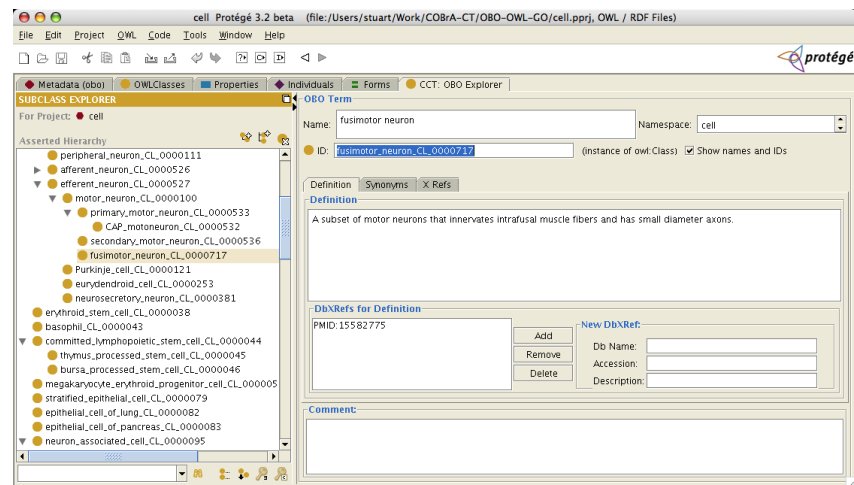 cell Protégé 3.2 beta (file:/Users/stuart/Work/COBrA-CT/OBO-OWL-GO/cell.pprj, OWL / RDF Files)
File Edit Project OWL Code Tools Window Help
protégé
Metadata (obo) OWLClasses Properties Individuals Forms CCT: OBO Explorer
SUBCLASS EXPLORER
For Project: cell
Asserted Hierarchy
peripheral_neuron_CL_0000111
afferent_neuron_CL_0000526
efferent_neuron_CL_0000527
motor_neuron_CL_0000100
primary_motor_neuron_CL_0000533
CAP_motoneuron_CL_0000532
secondary_motor_neuron_CL_0000536
fusimotor_neuron_CL_0000717
Purkinje_cell_CL_0000121
eurydendroid_cell_CL_0000253
neurosecretory_neuron_CL_0000381
erythroid_stem_cell_CL_0000038
basophil_CL_0000043
committed_lymphopoietic_stem_cell_CL_0000044
thymus_processed_stem_cell_CL_0000045
bursa_processed_stem_cell_CL_0000046
megakaryocyte_erythroid_progenitor_cell_CL_000005
stratified_epithelial_cell_CL_0000079
epithelial_cell_of_lung_CL_0000082
epithelial_cell_of_pancreas_CL_0000083
neuron_associated_cell_CL_0000095
OBO Term
Name: fusimotor neuron
Namespace: cell
ID: fusimotor_neuron_CL_0000717 (instance of owl:Class) Show names and IDs
Definition Synonyms X Refs
Definition
A subset of motor neurons that innervates intrafusal muscle fibers and has small diameter axons.
DbXRefs for Definition
PMID:15582775
Add
Remove
Delete
New DbXRef:
Db Name:
Accession:
Description:
Comment: